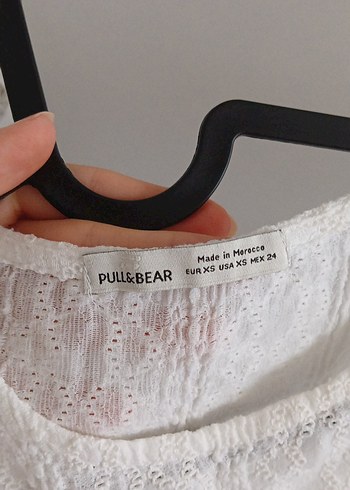 PULL&BEAR
Made in Morocco
EUR XS USA XS MEX 24